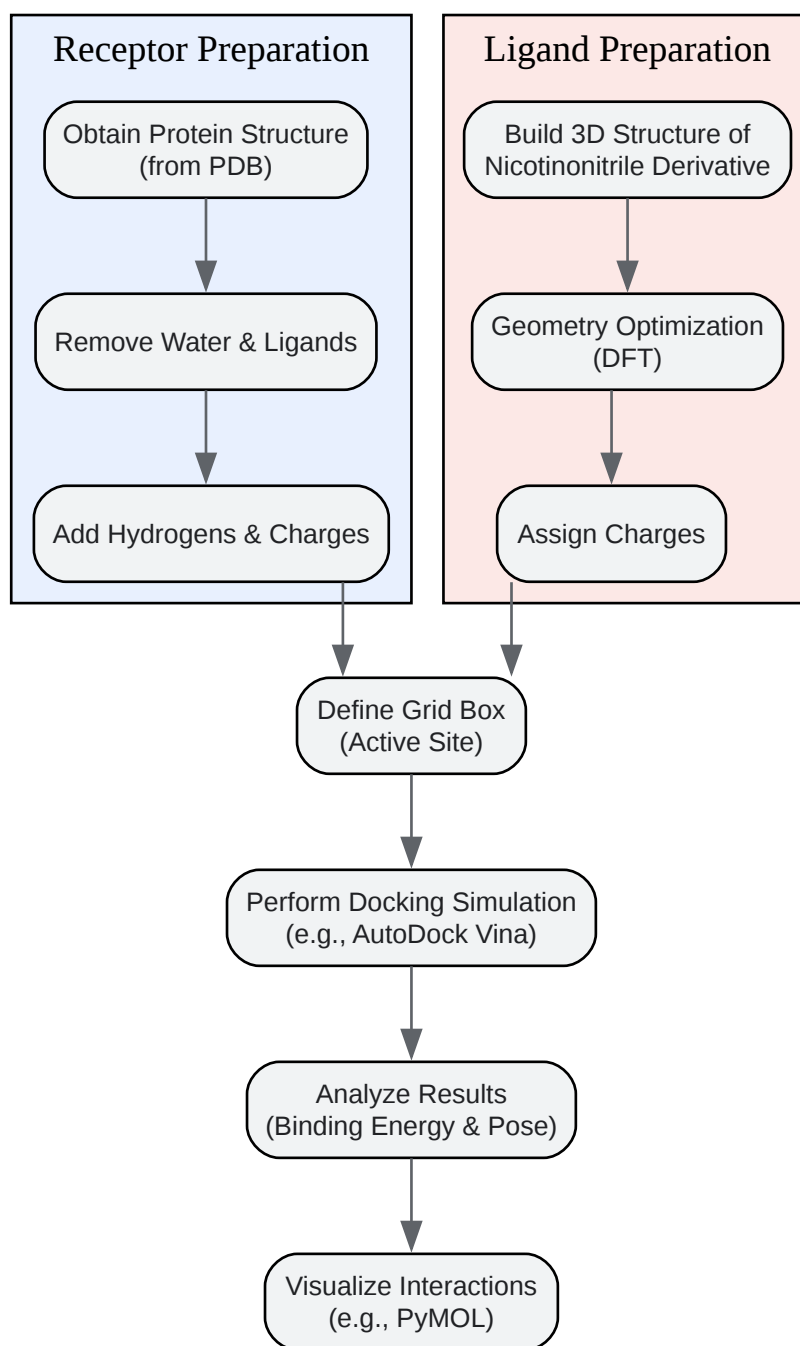 Receptor Preparation
Obtain Protein Structure
(from PDB)
Remove Water & Ligands
Add Hydrogens & Charges
Ligand Preparation
Build 3D Structure of
Nicotinonitrile Derivative
Geometry Optimization
(DFT)
Assign Charges
Define Grid Box
(Active Site)
Perform Docking Simulation
(e.g., AutoDock Vina)
Analyze Results
(Binding Energy & Pose)
Visualize Interactions
(e.g., PyMOL)